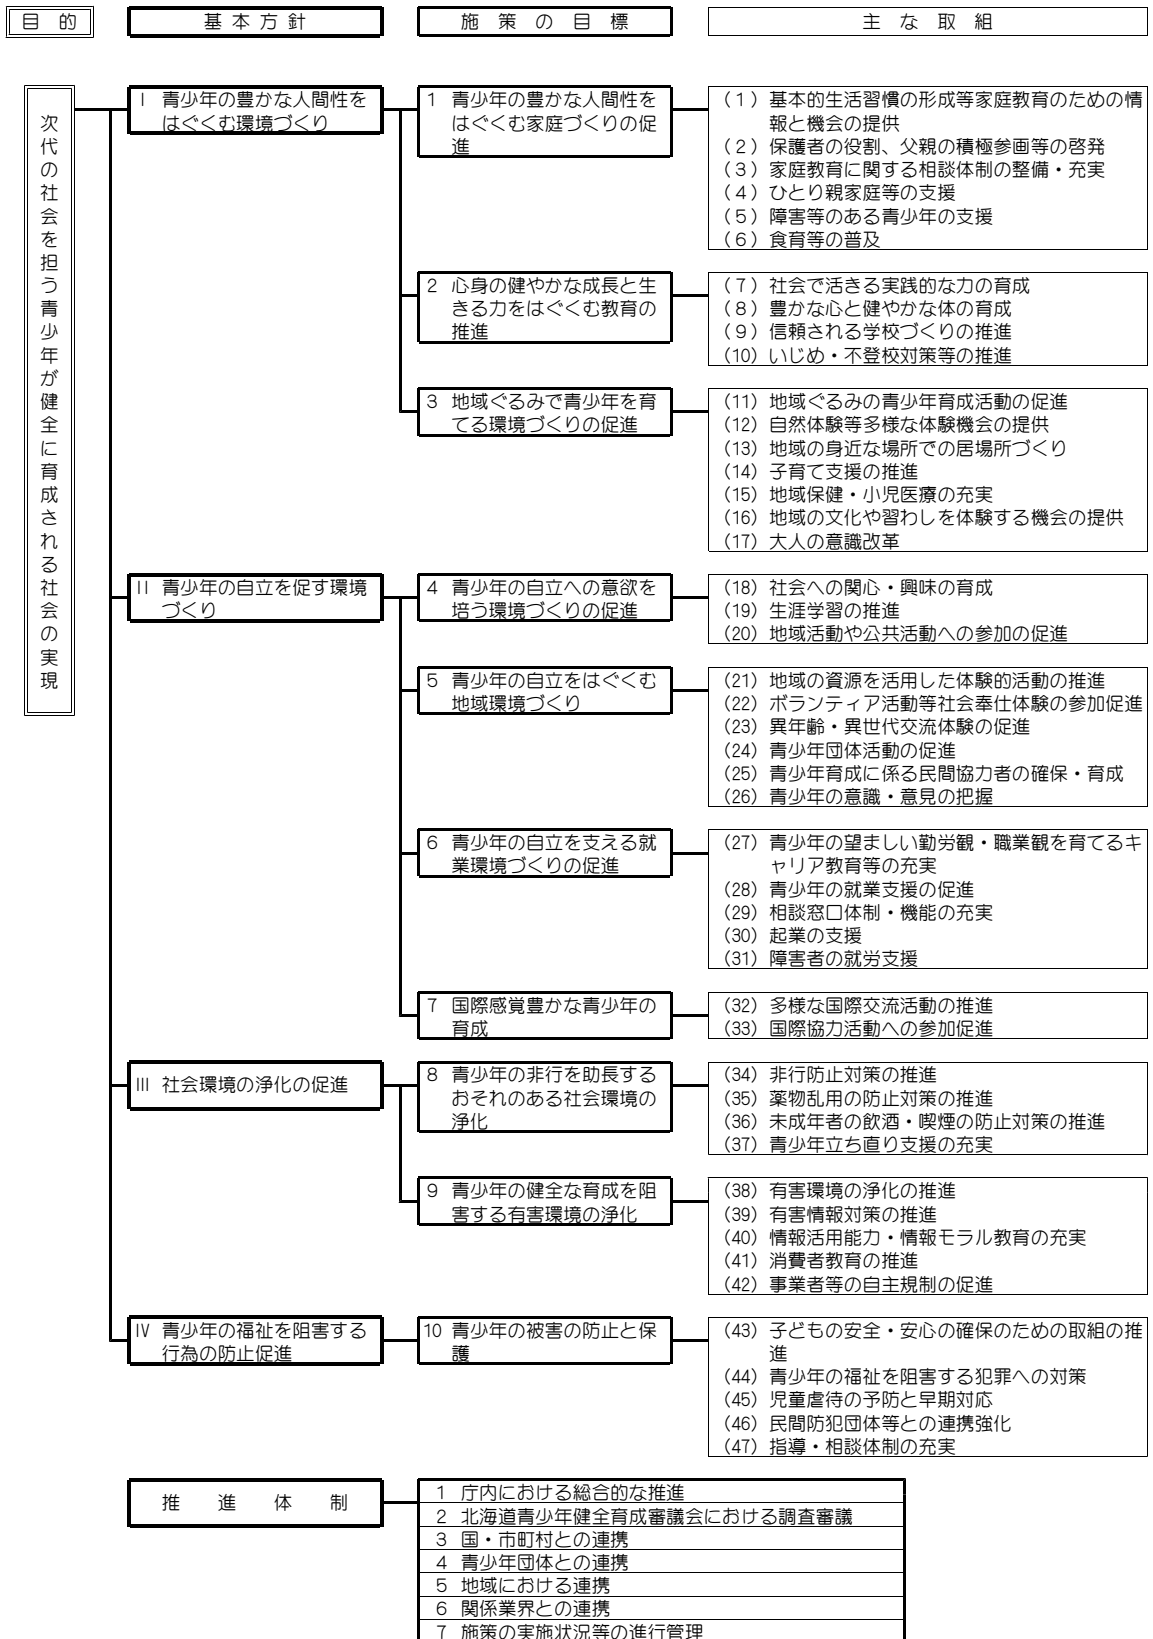 目 的
基 本 方 針
施 策 の 目 標
主 な 取 組
次代の社会を担う青少年が健全に育成される社会の実現
Ⅰ 青少年の豊かな人間性を
はぐくむ環境づくり
1 青少年の豊かな人間性を
はぐくむ家庭づくりの促
進
（1）基本的生活習慣の形成等家庭教育のための情
報と機会の提供
（2）保護者の役割、父親の積極参画等の啓発
（3）家庭教育に関する相談体制の整備・充実
（4）ひとり親家庭等の支援
（5）障害等のある青少年の支援
（6）食育等の普及
2 心身の健やかな成長と生
きる力をはぐくむ教育の
推進
（7）社会で活きる実践的な力の育成
（8）豊かな心と健やかな体の育成
（9）信頼される学校づくりの推進
（10）いじめ・不登校対策等の推進
3 地域ぐるみで青少年を育
てる環境づくりの促進
（11）地域ぐるみの青少年育成活動の促進
（12）自然体験等多様な体験機会の提供
（13）地域の身近な場所での居場所づくり
（14）子育て支援の推進
（15）地域保健・小児医療の充実
（16）地域の文化や習わしを体験する機会の提供
（17）大人の意識改革
Ⅱ 青少年の自立を促す環境
づくり
4 青少年の自立への意欲を
培う環境づくりの促進
（18）社会への関心・興味の育成
（19）生涯学習の推進
（20）地域活動や公共活動への参加の促進
5 青少年の自立をはぐくむ
地域環境づくり
（21）地域の資源を活用した体験的活動の推進
（22）ボランティア活動等社会奉仕体験の参加促進
（23）異年齢・異世代交流体験の促進
（24）青少年団体活動の促進
（25）青少年育成に係る民間協力者の確保・育成
（26）青少年の意識・意見の把握
6 青少年の自立を支える就
業環境づくりの促進
（27）青少年の望ましい勤労観・職業観を育てるキ
ャリア教育等の充実
（28）青少年の就業支援の促進
（29）相談窓口体制・機能の充実
（30）起業の支援
（31）障害者の就労支援
7 国際感覚豊かな青少年の
育成
（32）多様な国際交流活動の推進
（33）国際協力活動への参加促進
Ⅲ 社会環境の浄化の促進
8 青少年の非行を助長する
おそれのある社会環境の
浄化
（34）非行防止対策の推進
（35）薬物乱用の防止対策の推進
（36）未成年者の飲酒・喫煙の防止対策の推進
（37）青少年立ち直り支援の充実
9 青少年の健全な育成を阻
害する有害環境の浄化
（38）有害環境の浄化の推進
（39）有害情報対策の推進
（40）情報活用能力・情報モラル教育の充実
（41）消費者教育の推進
（42）事業者等の自主規制の促進
Ⅳ 青少年の福祉を阻害する
行為の防止促進
10 青少年の被害の防止と保
護
（43）子どもの安全・安心の確保のための取組の推
進
（44）青少年の福祉を阻害する犯罪への対策
（45）児童虐待の予防と早期対応
（46）民間防犯団体等との連携強化
（47）指導・相談体制の充実
推 進 体 制
1 庁内における総合的な推進
2 北海道青少年健全育成審議会における調査審議
3 国・市町村との連携
4 青少年団体との連携
5 地域における連携
6 関係業界との連携
7 施策の実施状況等の進行管理